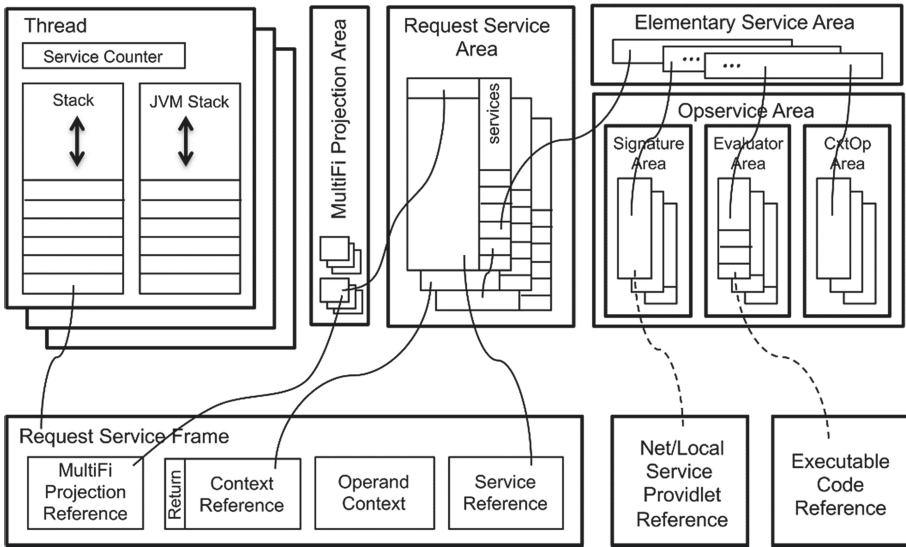 Thread
Service Counter
Stack
JVM Stack
MultiFi Projection Area
Request Service
Area
services
Elementary Service Area
...
...
Opservice Area
Signature
Area
Evaluator
Area
CxtOp
Area
Request Service Frame
MultiFi
Projection
Reference
Return
Context
Reference
Operand
Context
Service
Reference
Net/Local
Service
Providlet
Reference
Executable
Code
Reference